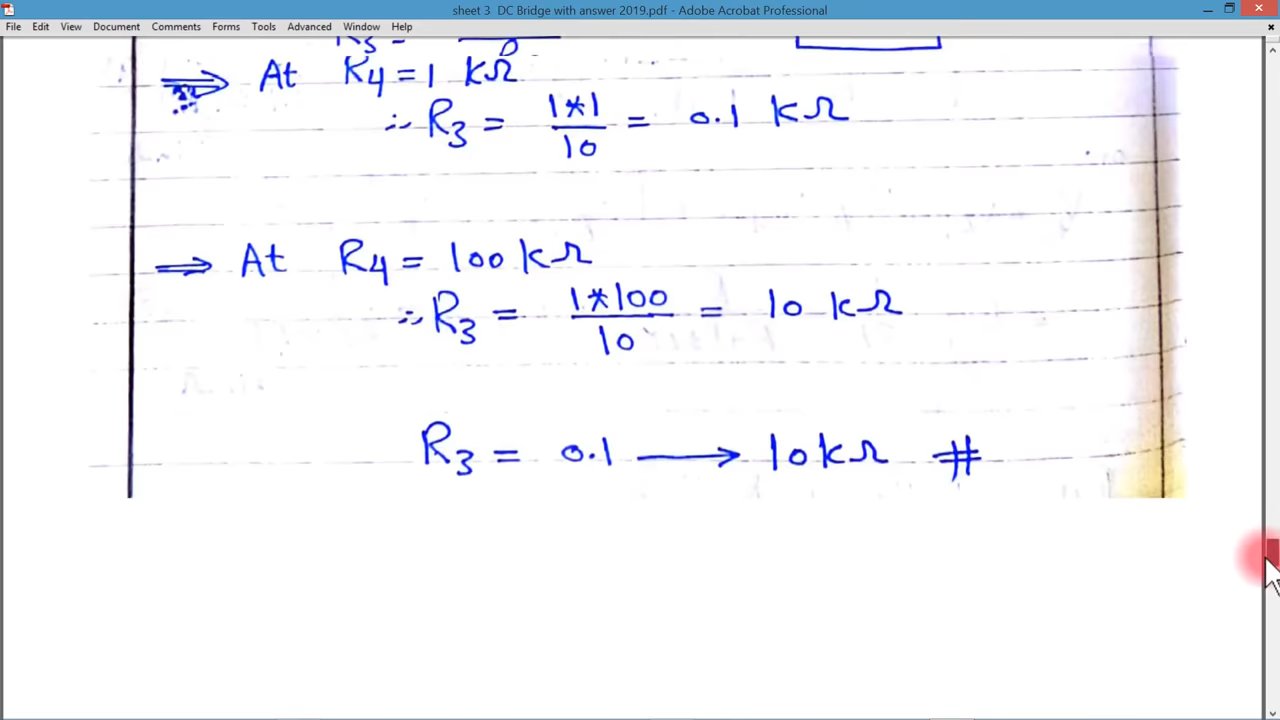 sheet 3 DC Bridge with answer 2019.pdf - Adobe Acrobat Professional
File Edit View Document Comments Forms Tools Advanced Window Help
⇒ At R4 = 1 kΩ
∴ R3 = 1*1/10 = 0.1 kΩ
⇒ At R4 = 100 kΩ
∴ R3 = 1*100/10 = 10 kΩ
R3 = 0.1 → 10 kΩ #